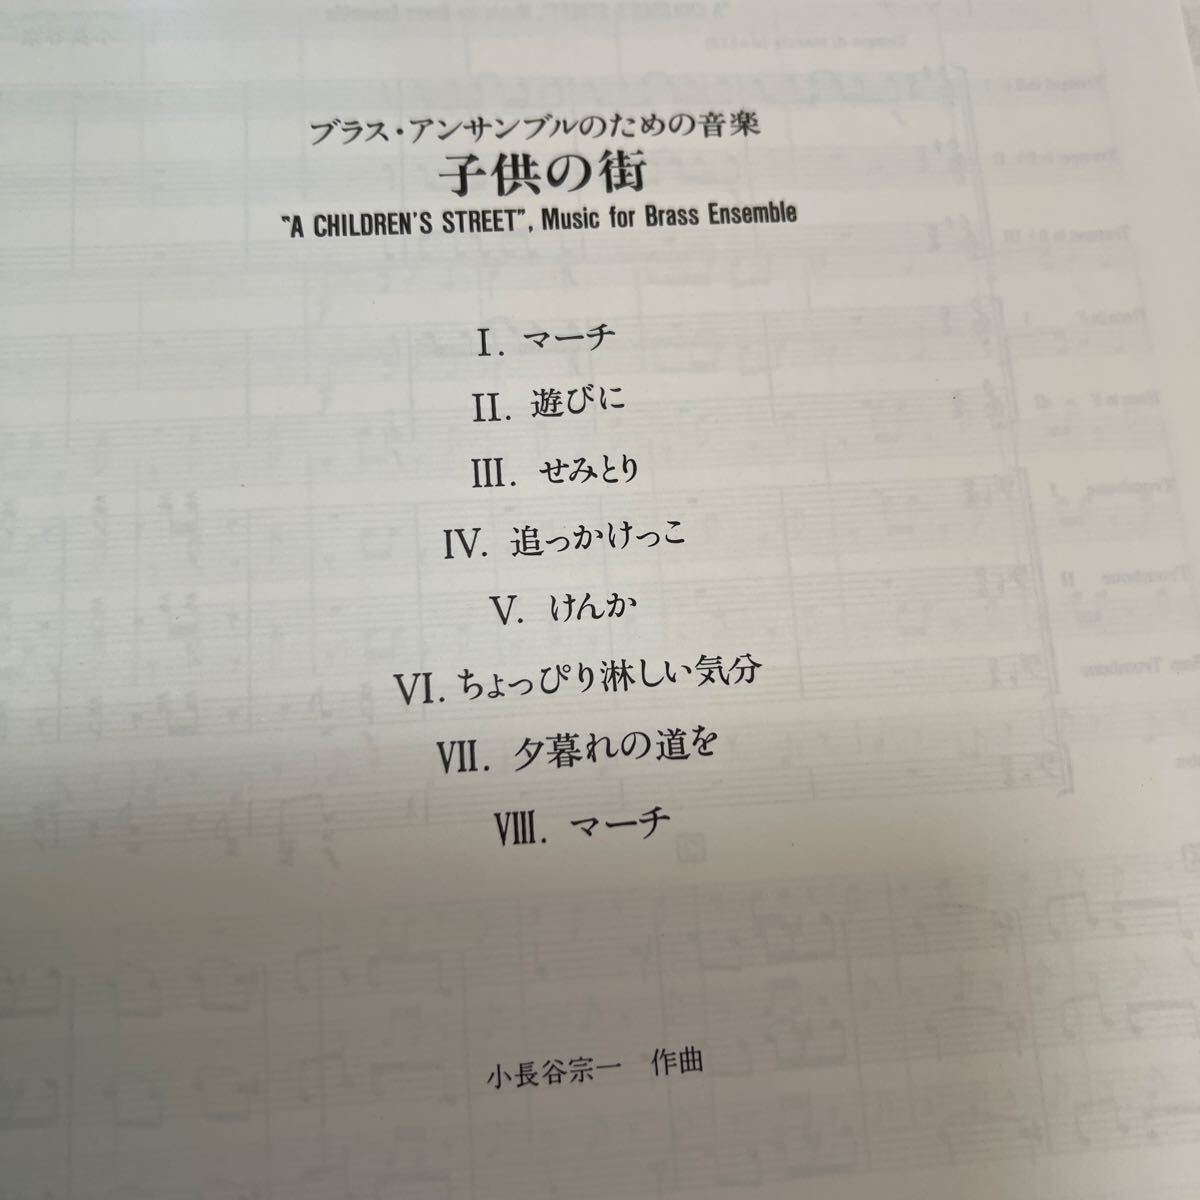 ブラス・アンサンブルのための音楽
子供の街
"A CHILDREN'S STREET", Music for Brass Ensemble
I. マーチ
II. 遊びに
III. せみとり
IV. 追っかけっこ
V. けんか
VI. ちょっぴり淋しい気分
VII. 夕暮れの道を
VIII. マーチ
小長谷宗一　作曲